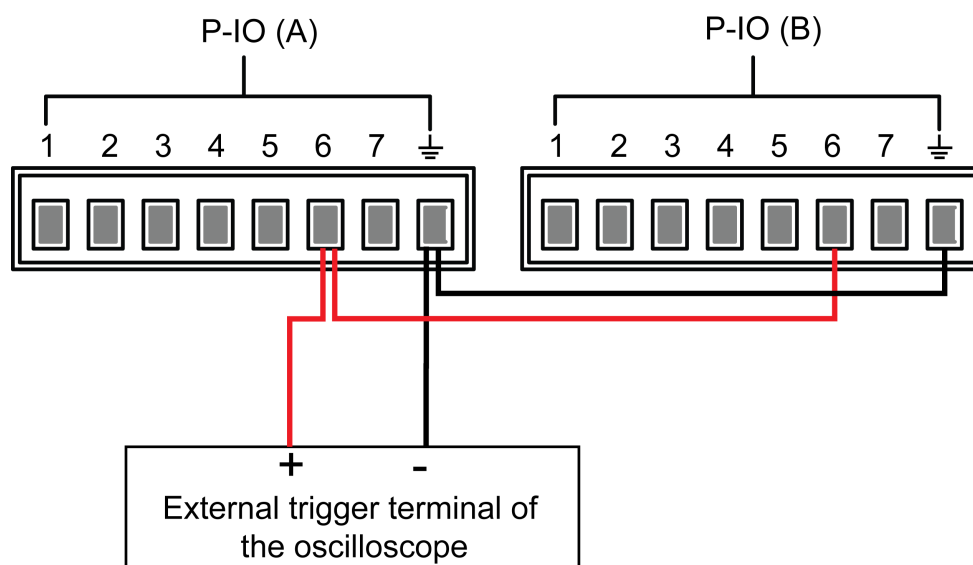 P-IO (A) P-IO (B)
1 2 3 4 5 6 7 1 2 3 4 5 6 7
+ -
External trigger terminal of
the oscilloscope